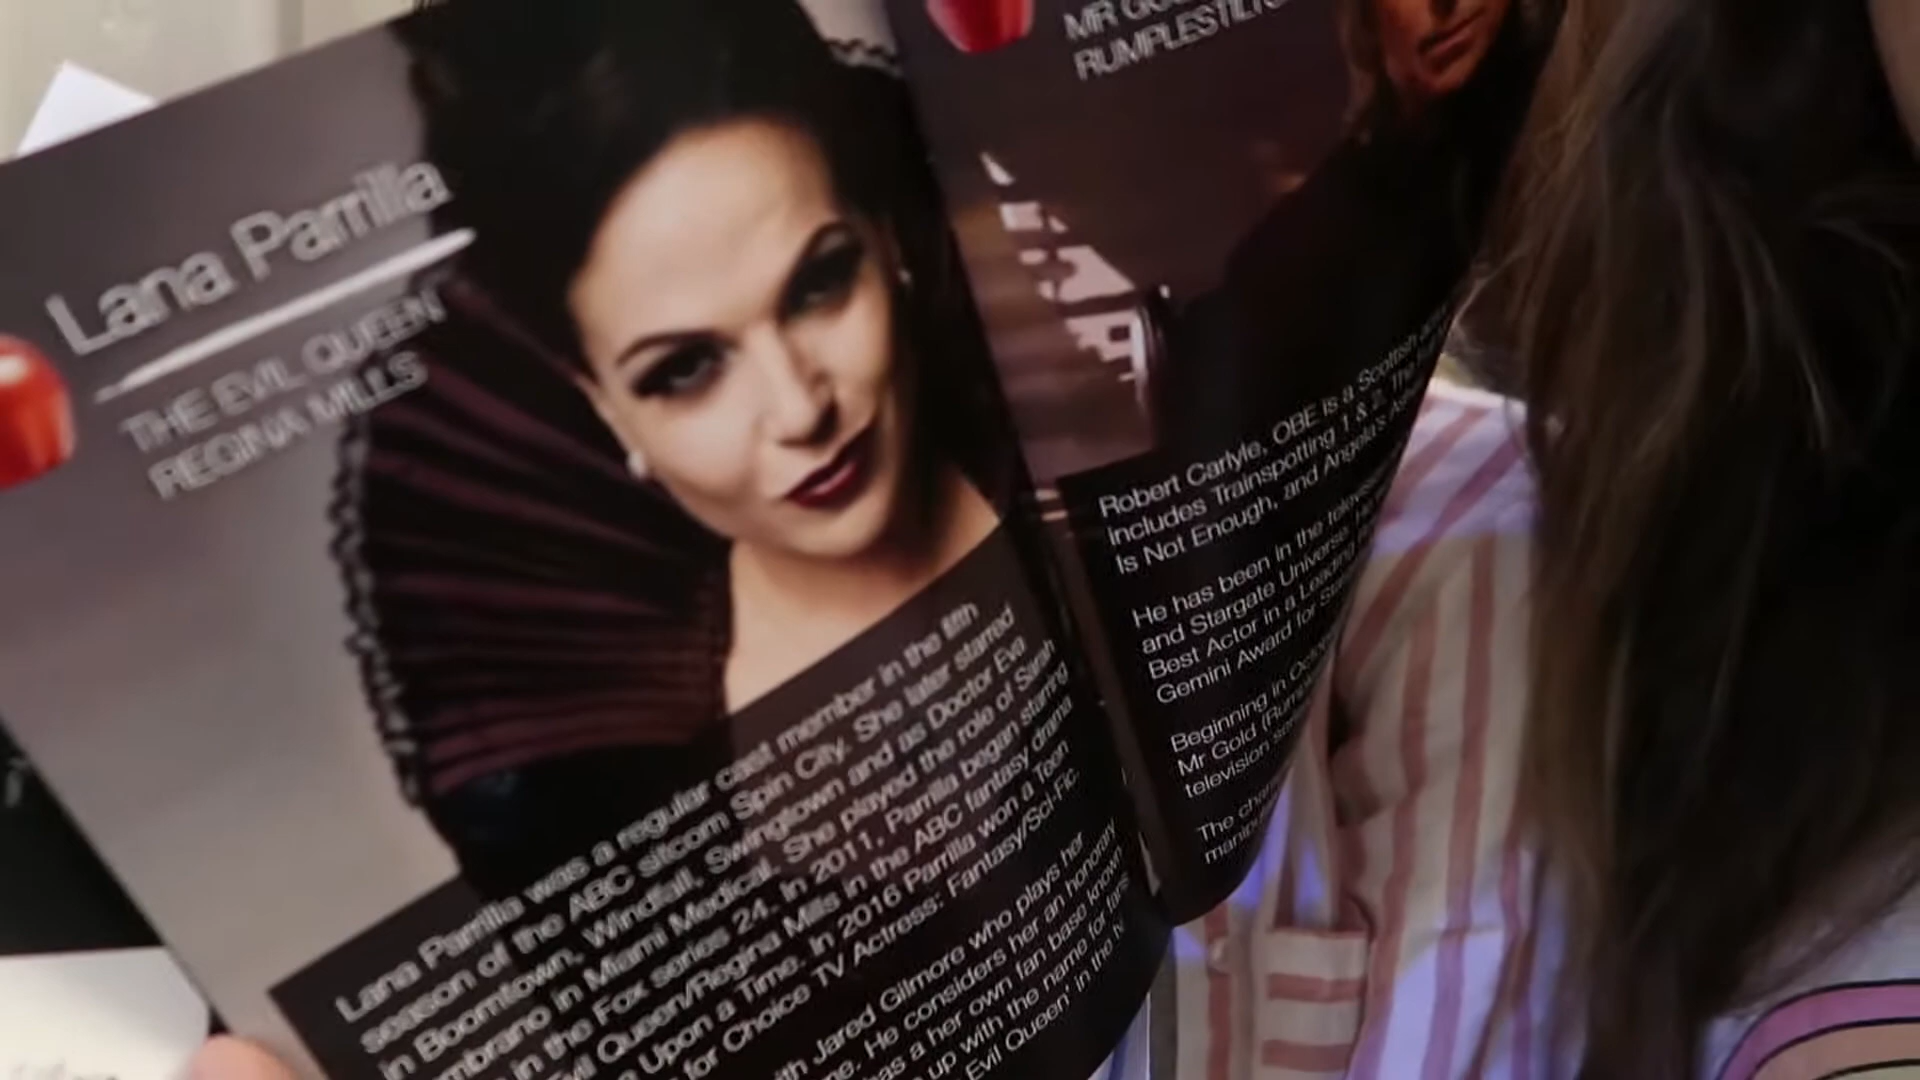 Lana Parrilla
THE EVIL QUEEN
REGINA MILLS
Lana Parrilla was a regular cast member in the fifth
season of the ABC sitcom Spin City. She later starred
in Boomtown, Windfall, Swingtown and as Doctor Eva
in Miami Medical. She played the role of Sarah
in the Fox series 24. In 2011, Parrilla began starring
Evil Queen/Regina Mills in the ABC fantasy drama
Upon a Time. In 2016 Parrilla won a Teen
for Choice TV Actress: Fantasy/Sci-Fic.
with Jared Gilmore who plays her
He considers her an honorary
has a her own fan base known
up with the name for fans
Evil Queen' in the
MR
RUMPLESTILTS
Robert Carlyle, OBE is a Scottish
includes Trainspotting 1 & 2, The
Is Not Enough, and Angela's
He has been in the
and Stargate Universe.
Best Actor in a Leading
Gemini Award for
Beginning in
Mr Gold
television
The